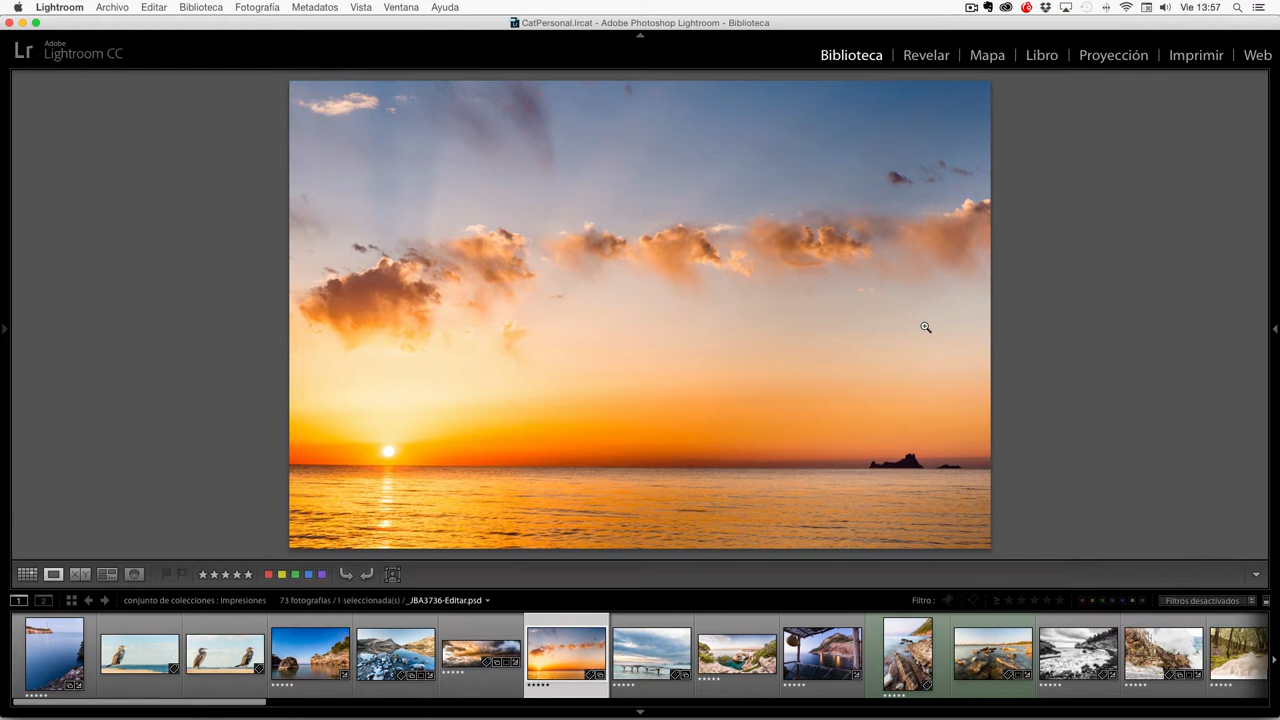 Lightroom Archivo Editar Biblioteca Fotografía Metadatos Vista Ventana Ayuda Vie 13:57
CatPersonal.lrcat - Adobe Photoshop Lightroom - Biblioteca
Lr Adobe
Lightroom CC
Biblioteca | Revelar | Mapa | Libro | Proyección | Imprimir | Web
XY
1 2 conjunto de colecciones : Impresiones 73 fotografías / 1 seleccionada(s) / _JBA3736-Editar.psd Filtro : Filtros desactivados